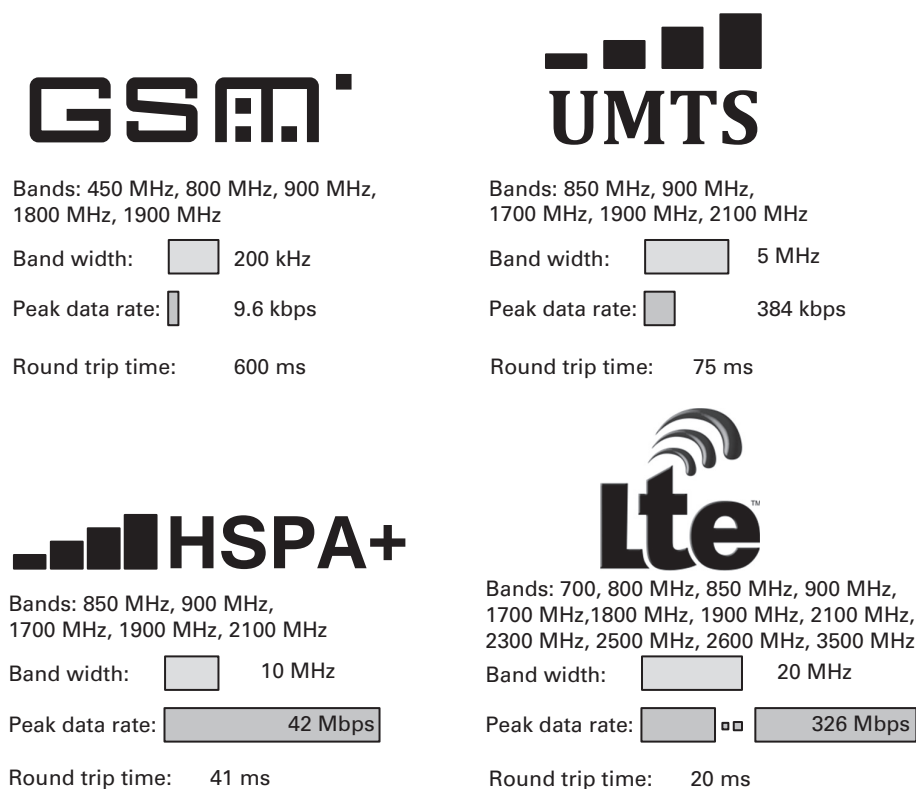 GSM
Bands: 450 MHz, 800 MHz, 900 MHz,
1800 MHz, 1900 MHz
Band width: 200 kHz
Peak data rate: 9.6 kbps
Round trip time: 600 ms
UMTS
Bands: 850 MHz, 900 MHz,
1700 MHz, 1900 MHz, 2100 MHz
Band width: 5 MHz
Peak data rate: 384 kbps
Round trip time: 75 ms
HSPA+
Bands: 850 MHz, 900 MHz,
1700 MHz, 1900 MHz, 2100 MHz
Band width: 10 MHz
Peak data rate: 42 Mbps
Round trip time: 41 ms
Lte™
Bands: 700, 800 MHz, 850 MHz, 900 MHz,
1700 MHz,1800 MHz, 1900 MHz, 2100 MHz,
2300 MHz, 2500 MHz, 2600 MHz, 3500 MHz
Band width: 20 MHz
Peak data rate: 326 Mbps
Round trip time: 20 ms